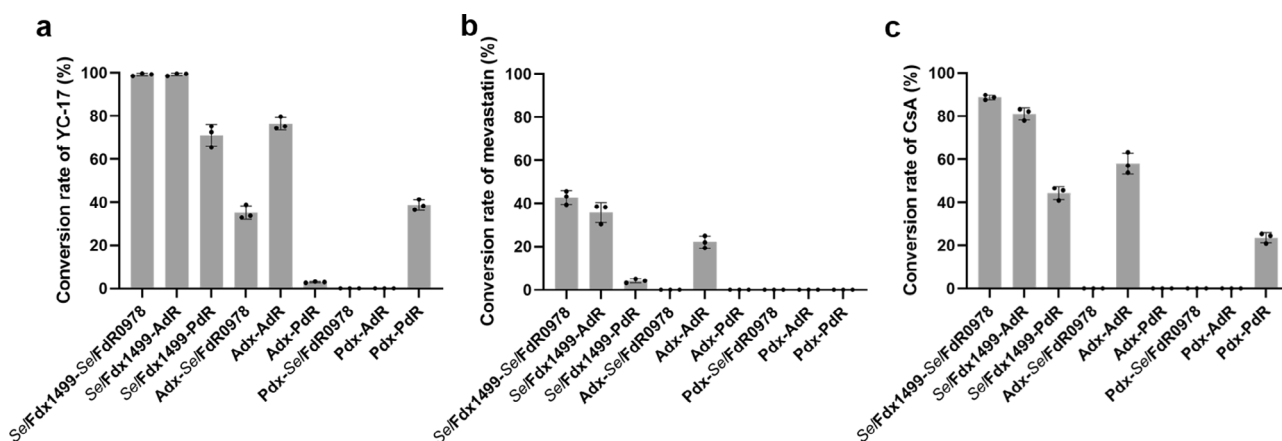 a
Conversion rate of YC-17 (%)
100
80
60
40
20
0
SelFdx1499-SelFdR0978
SelFdx1499-AdR
SelFdx1499-PdR
Adx-SelFdR0978
Adx-AdR
Adx-PdR
Pdx-SelFdR0978
Pdx-AdR
Pdx-PdR
b
Conversion rate of mevastatin (%)
100
80
60
40
20
0
SelFdx1499-SelFdR0978
SelFdx1499-AdR
SelFdx1499-PdR
Adx-SelFdR0978
Adx-AdR
Adx-PdR
Pdx-SelFdR0978
Pdx-AdR
Pdx-PdR
c
Conversion rate of CsA (%)
100
80
60
40
20
0
SelFdx1499-SelFdR0978
SelFdx1499-AdR
SelFdx1499-PdR
Adx-SelFdR0978
Adx-AdR
Adx-PdR
Pdx-SelFdR0978
Pdx-AdR
Pdx-PdR